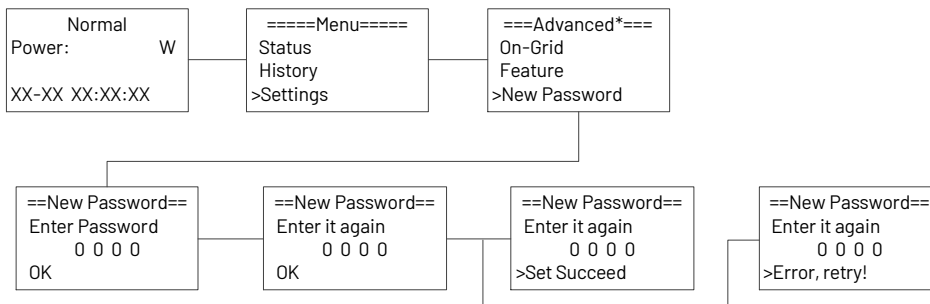 Normal
Power: W
XX-XX XX:XX:XX
=====Menu=====
Status
History
>Settings
===Advanced*===
On-Grid
Feature
>New Password
==New Password==
Enter Password
0 0 0 0
OK
==New Password==
Enter it again
0 0 0 0
OK
==New Password==
Enter it again
0 0 0 0
>Set Succeed
==New Password==
Enter it again
0 0 0 0
>Error, retry!